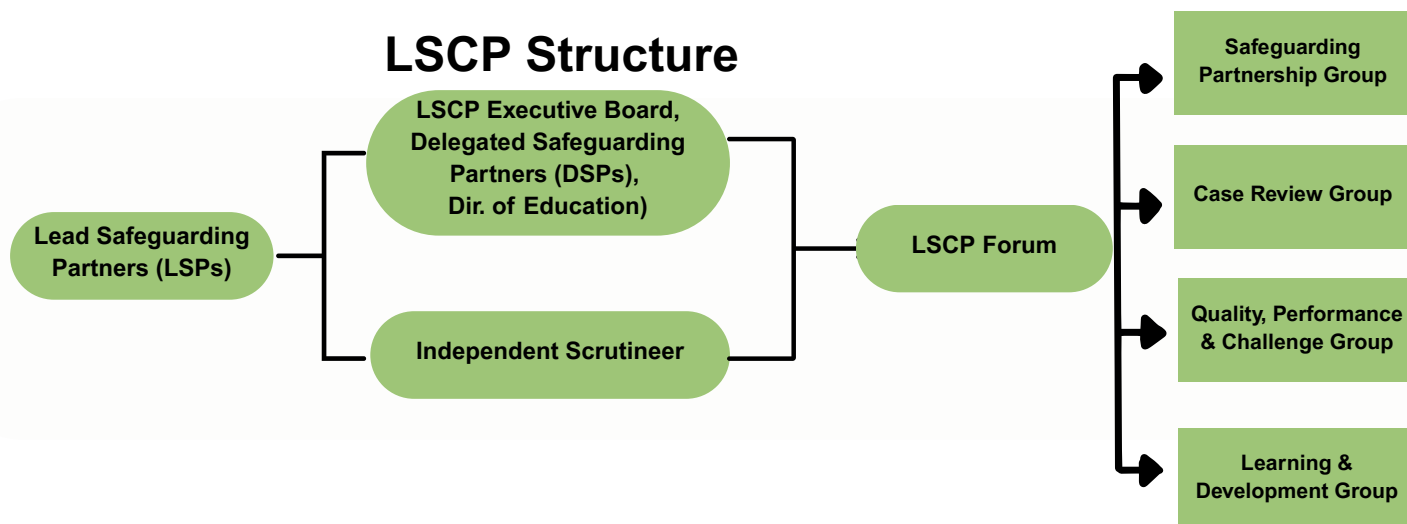 LSCP Structure
Lead Safeguarding
Partners (LSPs)
LSCP Executive Board,
Delegated Safeguarding
Partners (DSPs),
Dir. of Education)
Independent Scrutineer
LSCP Forum
Safeguarding
Partnership Group
Case Review Group
Quality, Performance
& Challenge Group
Learning &
Development Group